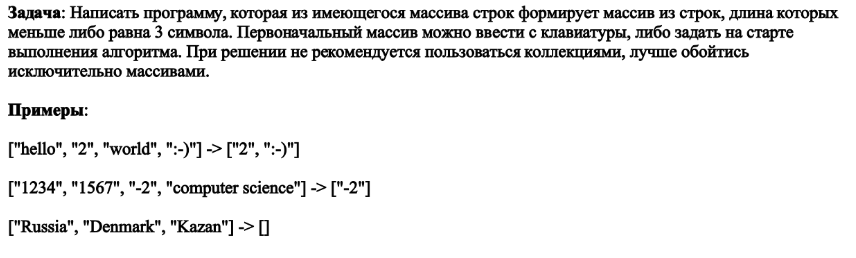 Задача: Написать программу, которая из имеющегося массива строк формирует массив из строк, длина которых
меньше либо равна 3 символа. Первоначальный массив можно ввести с клавиатуры, либо задать на старте
выполнения алгоритма. При решении не рекомендуется пользоваться коллекциями, лучше обойтись
исключительно массивами.
Примеры:
["hello", "2", "world", ":-)"] -> ["2", ":-)"]
["1234", "1567", "-2", "computer science"] -> ["-2"]
["Russia", "Denmark", "Kazan"] -> []